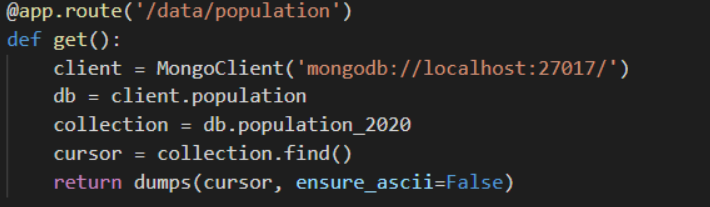 @app.route('/data/population')
def get():
    client = MongoClient('mongodb://localhost:27017/')
    db = client.population
    collection = db.population_2020
    cursor = collection.find()
    return dumps(cursor, ensure_ascii=False)